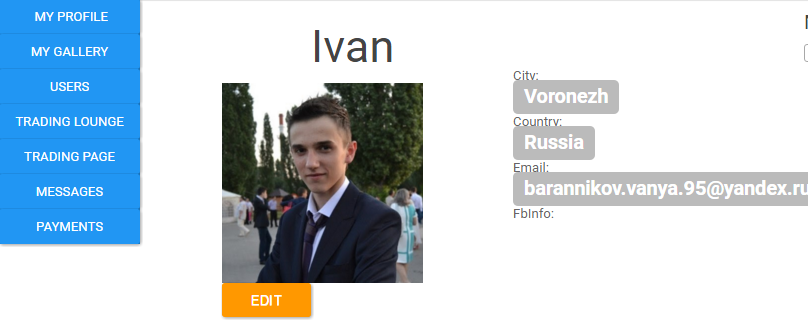 MY PROFILE
MY GALLERY
USERS
TRADING LOUNGE
TRADING PAGE
MESSAGES
PAYMENTS
Ivan
EDIT
City:
Voronezh
Country:
Russia
Email:
barannikov.vanya.95@yandex.ru
FbInfo: